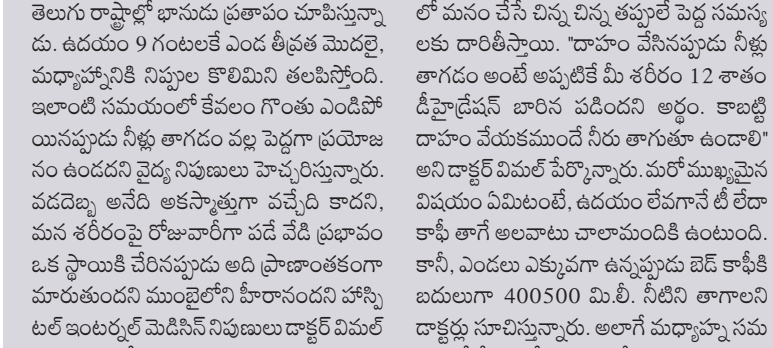 తెలుగు రాష్ట్రాల్లో భానుడు ప్రతాపం చూపిస్తున్నా
డు. ఉదయం 9 గంటలకే ఎండ తీవ్రత మొదలై,
మధ్యాహ్నానికి నిప్పుల కొలిమిని తలపిస్తోంది.
ఇలాంటి సమయంలో కేవలం గొంతు ఎండిపో
యినప్పుడు నీళ్లు తాగడం వల్ల పెద్దగా ప్రయోజ
నం ఉండదని వైద్య నిపుణులు హెచ్చరిస్తున్నారు.
వడదెబ్బ అనేది అకస్మాత్తుగా వచ్చేది కాదని,
మన శరీరంపై రోజువారీగా పడే వేడి ప్రభావం
ఒక స్థాయికి చేరినప్పుడు అది ప్రాణాంతకంగా
మారుతుందని ముంబైలోని హీరానందని హాస్పి
టల్ ఇంటర్నల్ మెడిసిన్ నిపుణులు డాక్టర్ విమల్
లో మనం చేసే చిన్న చిన్న తప్పులే పెద్ద సమస్య
లకు దారితీస్తాయి. "దాహం వేసినప్పుడు నీళ్లు
తాగడం అంటే అప్పటికే మీ శరీరం 12 శాతం
డీహైడ్రేషన్ బారిన పడిందని అర్థం. కాబట్టి
దాహం వేయకముందే నీరు తాగుతూ ఉండాలి"
అని డాక్టర్ విమల్ పేర్కొన్నారు. మరో ముఖ్యమైన
విషయం ఏమిటంటే, ఉదయం లేవగానే టీ లేదా
కాఫీ తాగే అలవాటు చాలామందికి ఉంటుంది.
కానీ, ఎండలు ఎక్కువగా ఉన్నప్పుడు బెడ్ కాఫీకి
బదులుగా 400500 మి.లీ. నీటిని తాగాలని
డాక్టర్లు సూచిస్తున్నారు. అలాగే మధ్యాహ్న సమ